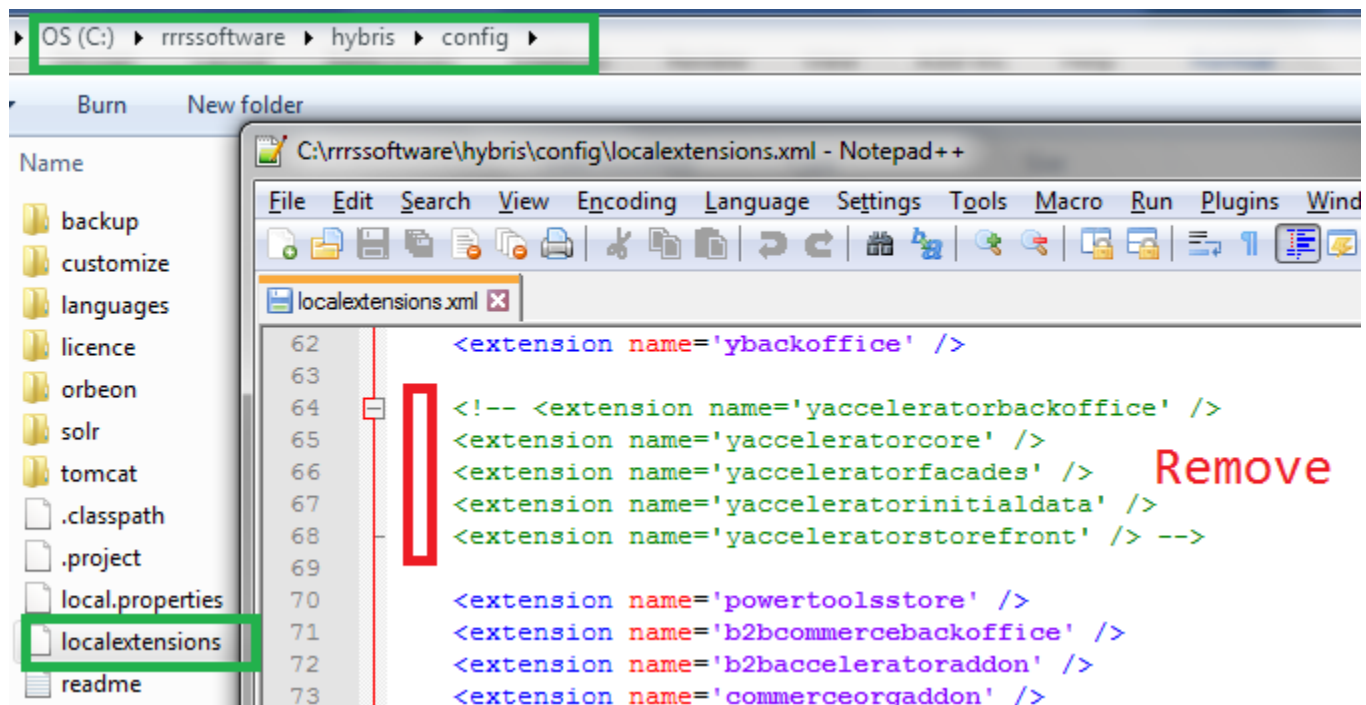 OS (C:) ▸ rrrssoftware ▸ hybris ▸ config ▸
Burn New folder
Name
backup
customize
languages
licence
orbeon
solr
tomcat
.classpath
.project
local.properties
localextensions
readme
C:\rrrssoftware\hybris\config\localextensions.xml - Notepad++
File Edit Search View Encoding Language Settings Tools Macro Run Plugins Wind
localextensions.xml
62 <extension name='ybackoffice' />
63
64 <!-- <extension name='yacceleratorbackoffice' />
65 <extension name='yacceleratorcore' />
66 <extension name='yacceleratorfacades' />
67 <extension name='yacceleratorinitialdata' />
68 <extension name='yacceleratorstorefront' /> -->
69
70 <extension name='powertoolsstore' />
71 <extension name='b2bcommercebackoffice' />
72 <extension name='b2bacceleratoraddon' />
73 <extension name='commerceorgaddon' />
Remove